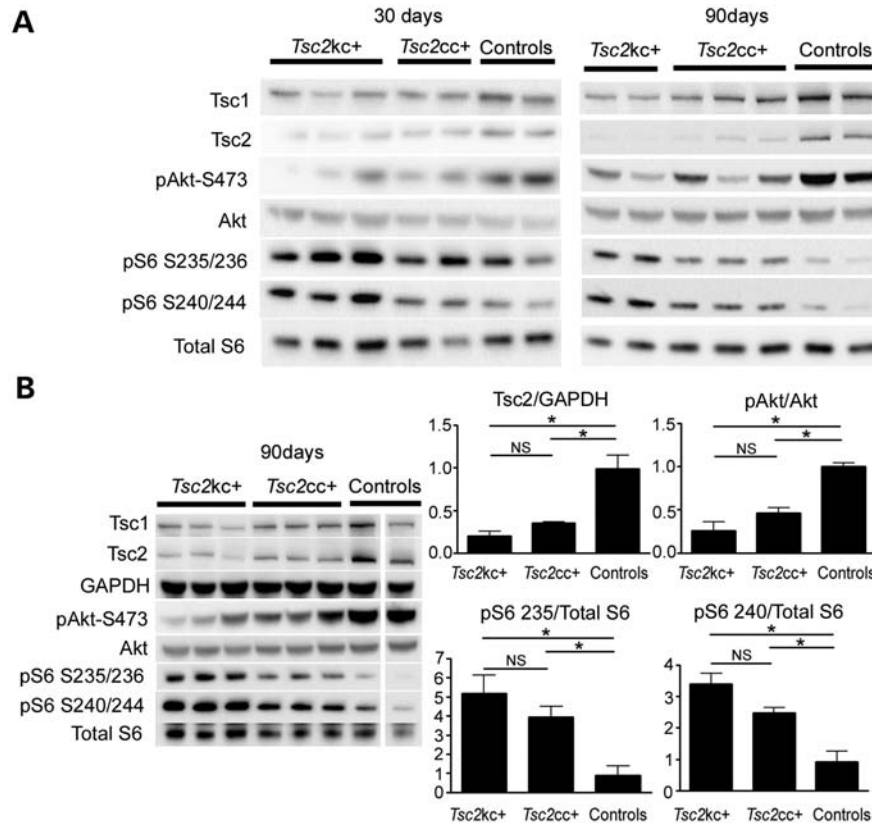 A
30 days
90days
Tsc2kc+ Tsc2cc+ Controls
Tsc2kc+ Tsc2cc+ Controls
Tsc1
Tsc2
pAkt-S473
Akt
pS6 S235/236
pS6 S240/244
Total S6
B
90days
Tsc2kc+ Tsc2cc+ Controls
Tsc1
Tsc2
GAPDH
pAkt-S473
Akt
pS6 S235/236
pS6 S240/244
Total S6
Tsc2/GAPDH
*
*
NS
1.5
1.0
0.5
0.0
Tsc2kc+ Tsc2cc+ Controls
pAkt/Akt
*
*
NS
1.5
1.0
0.5
0.0
Tsc2kc+ Tsc2cc+ Controls
pS6 235/Total S6
*
*
NS
7
6
5
4
3
2
1
0
Tsc2kc+ Tsc2cc+ Controls
pS6 240/Total S6
*
*
NS
4
3
2
1
0
Tsc2kc+ Tsc2cc+ Controls